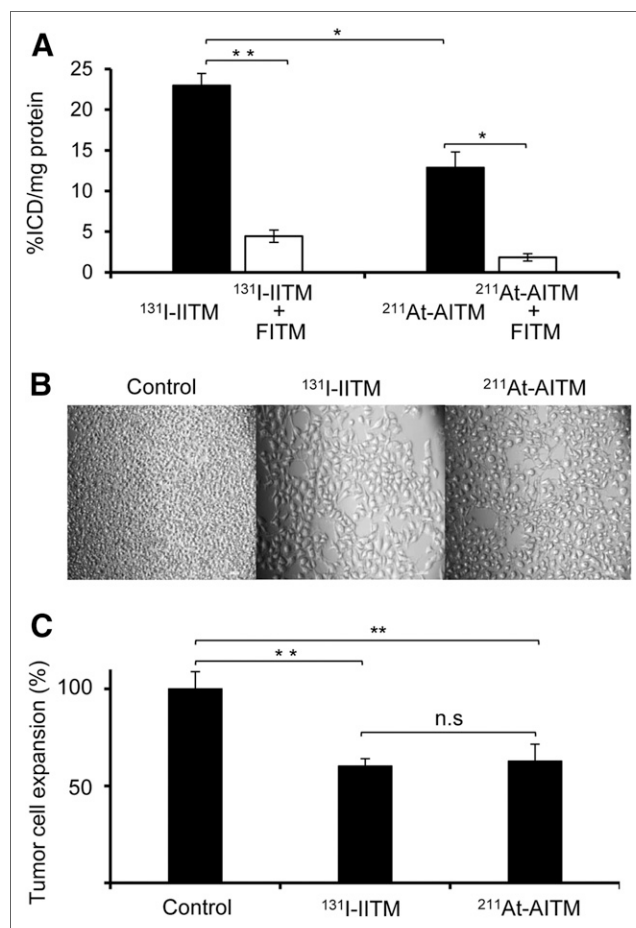 A
*
* *
*
25
20
15
10
5
0
%ICD/mg protein
¹³¹I-IITM
¹³¹I-IITM
+
FITM
²¹¹At-AITM
²¹¹At-AITM
+
FITM
B
Control ¹³¹I-IITM ²¹¹At-AITM
C
**
* *
n.s
100
50
Tumor cell expansion (%)
Control ¹³¹I-IITM ²¹¹At-AITM